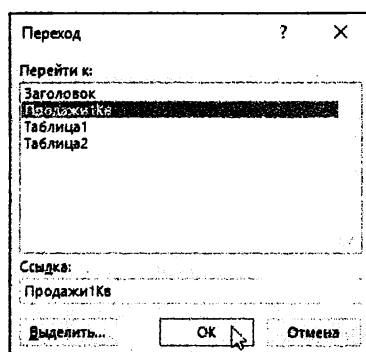 Переход ? ×
Перейти к:
Заголовок
Продажи1Кв
Таблица1
Таблица2
Ссылка:
Продажи1Кв
Выделить... ОК Отмена